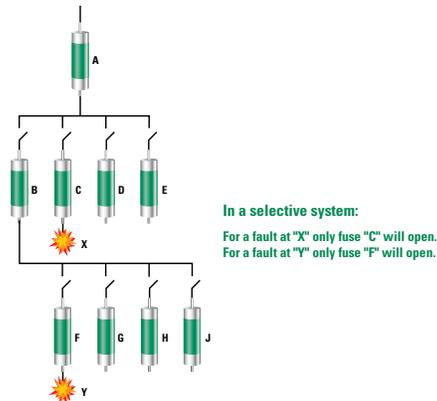 A
B
C
D
E
X
In a selective system:
For a fault at "X" only fuse "C" will open.
For a fault at "Y" only fuse "F" will open.
F
G
H
J
Y